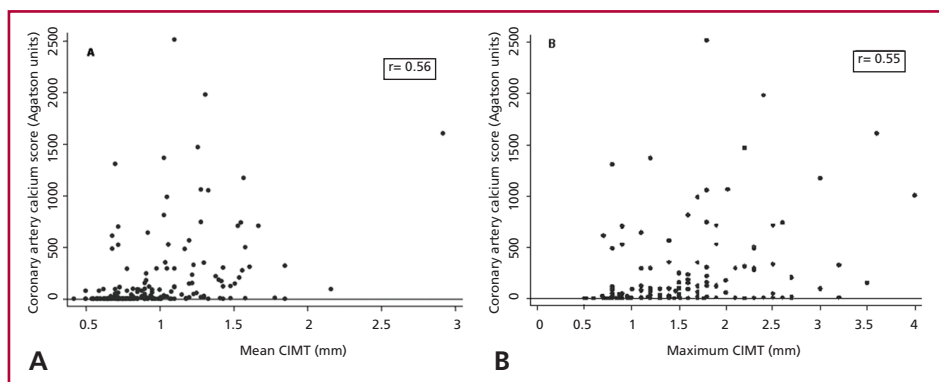 A
r= 0.56
Coronary artery calcium score (Agatson units)
2500
2000
1500
1000
500
0
0.5 1 1.5 2 2.5 3
Mean CIMT (mm)
A
B
r= 0.55
Coronary artery calcium score (Agatson units)
2500
2000
1500
1000
500
0
0 0.5 1 1.5 2 2.5 3 3.5 4
Maximum CIMT (mm)
B